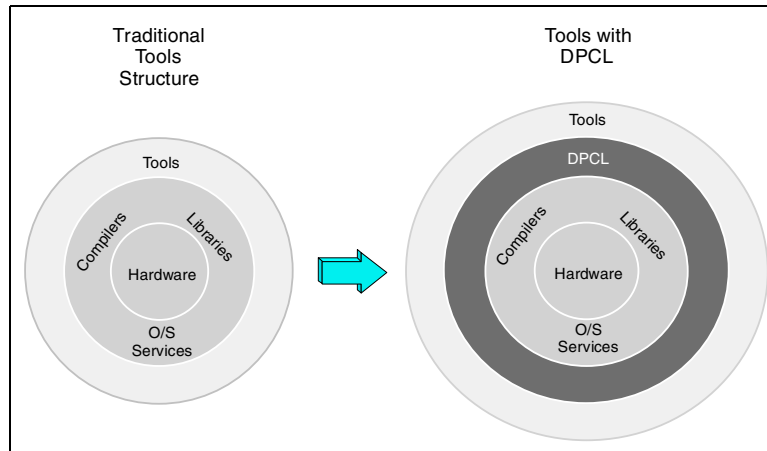 Traditional
Tools
Structure
Tools
Compilers
Libraries
Hardware
O/S
Services
Tools with
DPCL
Tools
DPCL
Compilers
Libraries
Hardware
O/S
Services